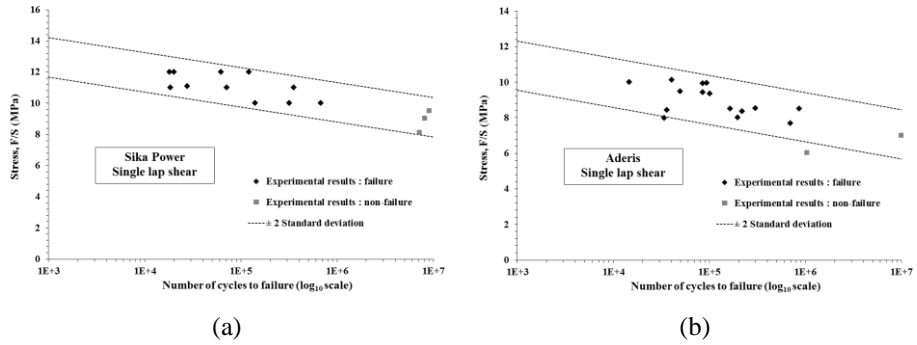 16
14
12
10
8
6
4
2
0
Stress, F/S (MPa)
Sika Power
Single lap shear
Experimental results : failure
Experimental results : non-failure
± 2 Standard deviation
1E+3 1E+4 1E+5 1E+6 1E+7
Number of cycles to failure (log10 scale)
(a)
14
12
10
8
6
4
2
0
Stress, F/S (MPa)
Aderis
Single lap shear
Experimental results : failure
Experimental results : non-failure
± 2 Standard deviation
1E+3 1E+4 1E+5 1E+6 1E+7
Number of cycles to failure (log10 scale)
(b)